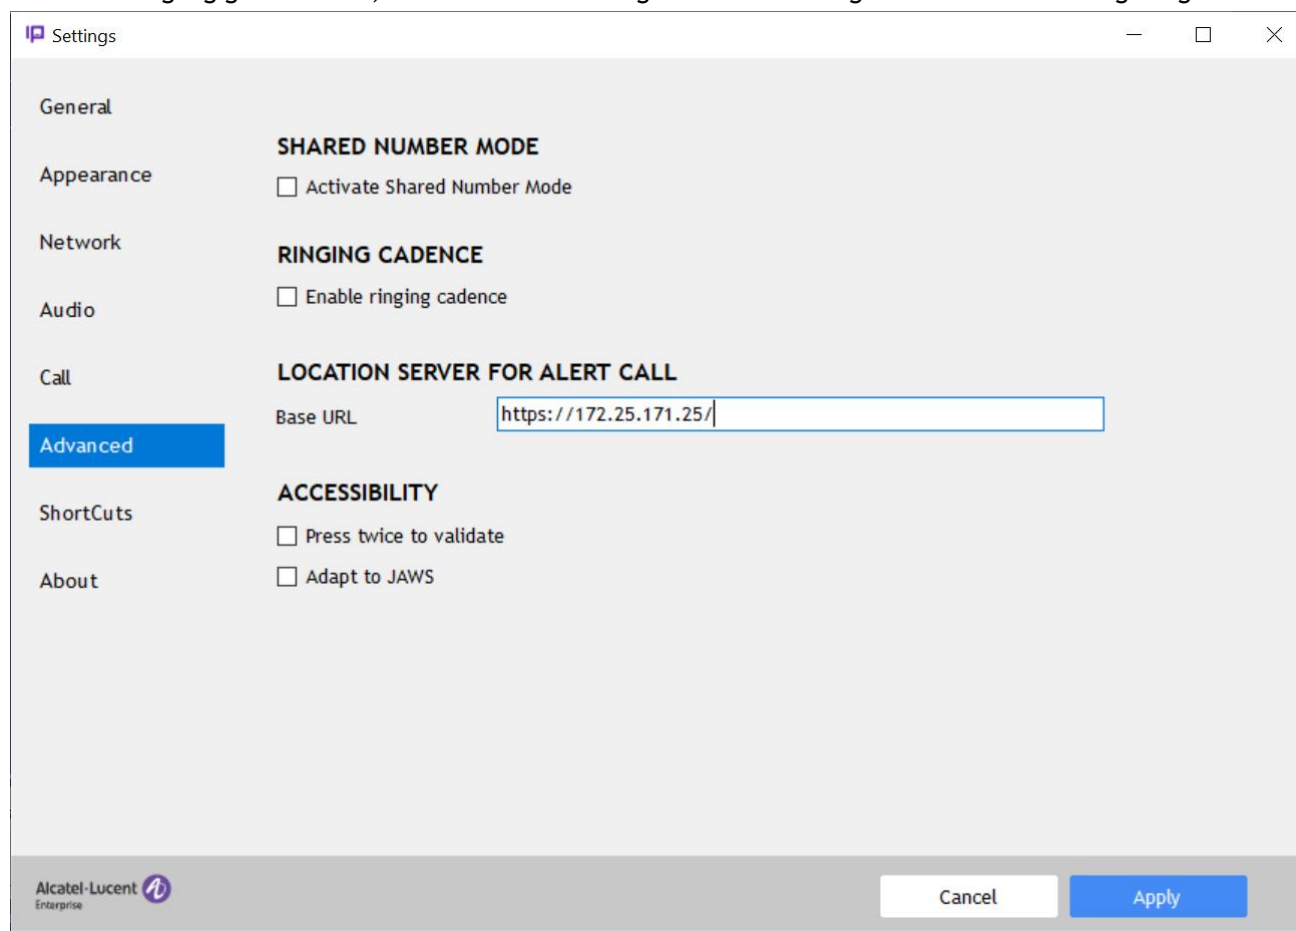 Settings
General
Appearance
Network
Audio
Call
Advanced
ShortCuts
About
SHARED NUMBER MODE
Activate Shared Number Mode
RINGING CADENCE
Enable ringing cadence
LOCATION SERVER FOR ALERT CALL
Base URL https://172.25.171.25/
ACCESSIBILITY
Press twice to validate
Adapt to JAWS
Alcatel·Lucent
Enterprise
Cancel Apply